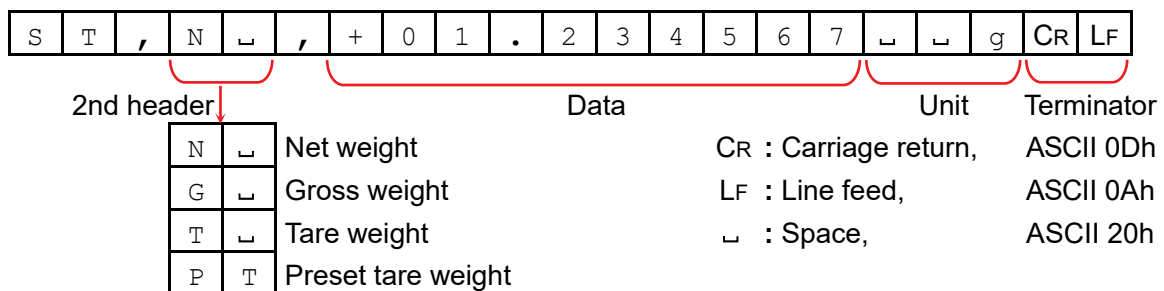 S T , N ␣ , + 0 1 . 2 3 4 5 6 7 ␣ ␣ g CR LF
2nd header Data Unit Terminator
N ␣ Net weight CR : Carriage return, ASCII 0Dh
G ␣ Gross weight LF : Line feed, ASCII 0Ah
T ␣ Tare weight ␣ : Space, ASCII 20h
P T Preset tare weight